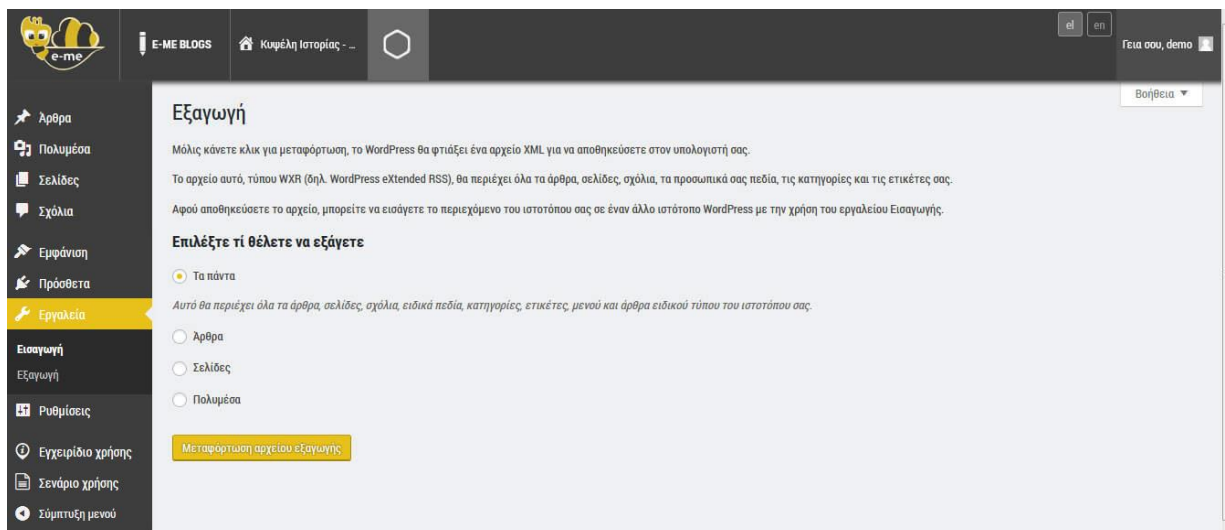 e-me
E-ME BLOGS
Κυψέλη Ιστορίας - ...
el
en
Γεια σου, demo
Βοήθεια
Άρθρα
Πολυμέσα
Σελίδες
Σχόλια
Εμφάνιση
Πρόσθετα
Εργαλεία
Εισαγωγή
Εξαγωγή
Ρυθμίσεις
Εγχειρίδιο χρήσης
Σενάριο χρήσης
Σύμπτυξη μενού
Εξαγωγή
Μόλις κάνετε κλικ για μεταφόρτωση, το WordPress θα φτιάξει ένα αρχείο XML για να αποθηκεύσετε στον υπολογιστή σας.
Το αρχείο αυτό, τύπου WXR (δηλ. WordPress eXtended RSS), θα περιέχει όλα τα άρθρα, σελίδες, σχόλια, τα προσωπικά σας πεδία, τις κατηγορίες και τις ετικέτες σας.
Αφού αποθηκεύσετε το αρχείο, μπορείτε να εισάγετε το περιεχόμενο του ιστοτόπου σας σε έναν άλλο ιστότοπο WordPress με την χρήση του εργαλείου Εισαγωγής.
Επιλέξτε τί θέλετε να εξάγετε
Τα πάντα
Αυτό θα περιέχει όλα τα άρθρα, σελίδες, σχόλια, ειδικά πεδία, κατηγορίες, ετικέτες, μενού και άρθρα ειδικού τύπου του ιστοτόπου σας.
Άρθρα
Σελίδες
Πολυμέσα
Μεταφόρτωση αρχείου εξαγωγής